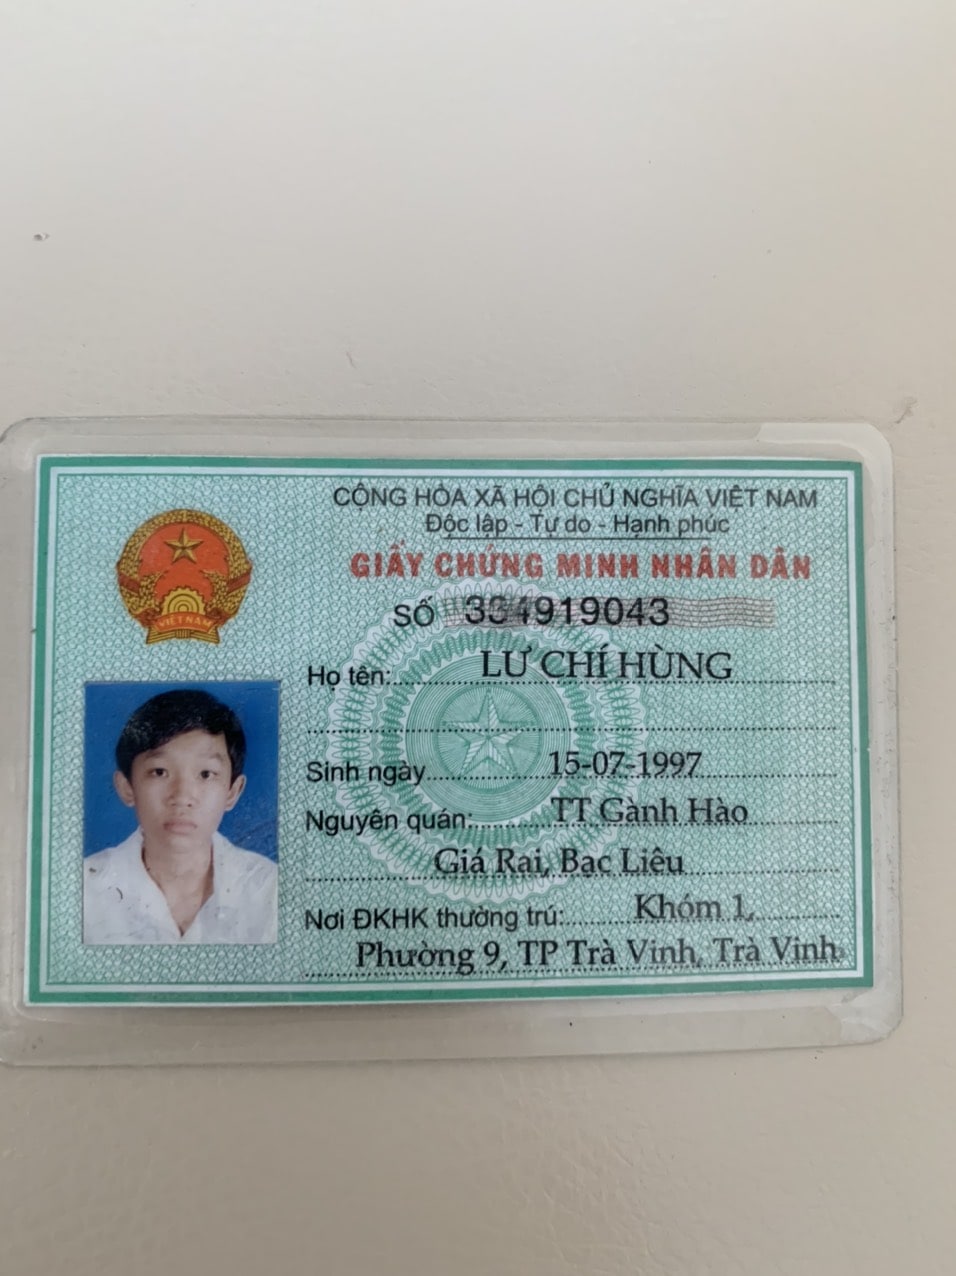 CỘNG HÒA XÃ HỘI CHỦ NGHĨA VIỆT NAM
Độc lập - Tự do - Hạnh phúc
GIẤY CHỨNG MINH NHÂN DÂN
SỐ 334919043
Họ tên: LƯ CHÍ HÙNG
Sinh ngày 15-07-1997
Nguyên quán: TT Gành Hào
Giá Rai, Bạc Liêu
Nơi ĐKHK thường trú: Khóm 1,
Phường 9, TP Trà Vinh, Trà Vinh
VIỆT NAM